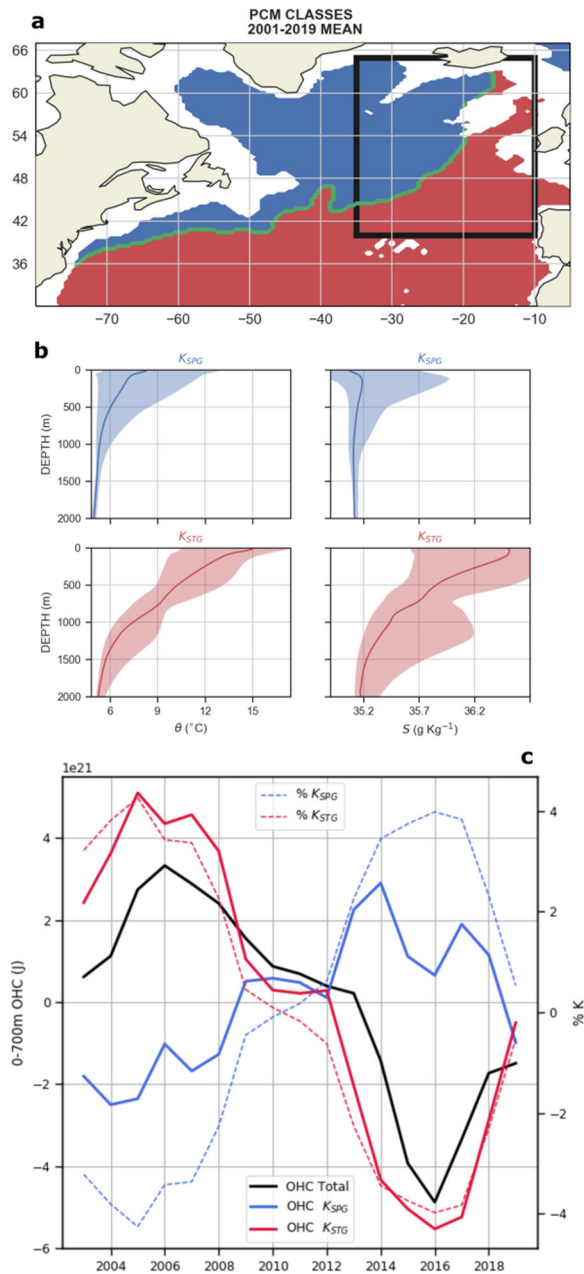 a
PCM CLASSES
2001-2019 MEAN
66
60
54
48
42
36
−70 −60 −50 −40 −30 −20 −10
b
K_SPG K_SPG
0
500
1000
1500
2000
DEPTH (m) DEPTH (m)
K_STG K_STG
0
500
1000
1500
2000
DEPTH (m) DEPTH (m)
6 9 12 15
35.2 35.7 36.2
θ (°C) S (g Kg⁻¹)
c
1e21
% K_SPG
% K_STG
4
2
0
−2
−4
−6
0-700m OHC (J)
4
2
0
−2
−4
% K
OHC Total
OHC K_SPG
OHC K_STG
2004 2006 2008 2010 2012 2014 2016 2018